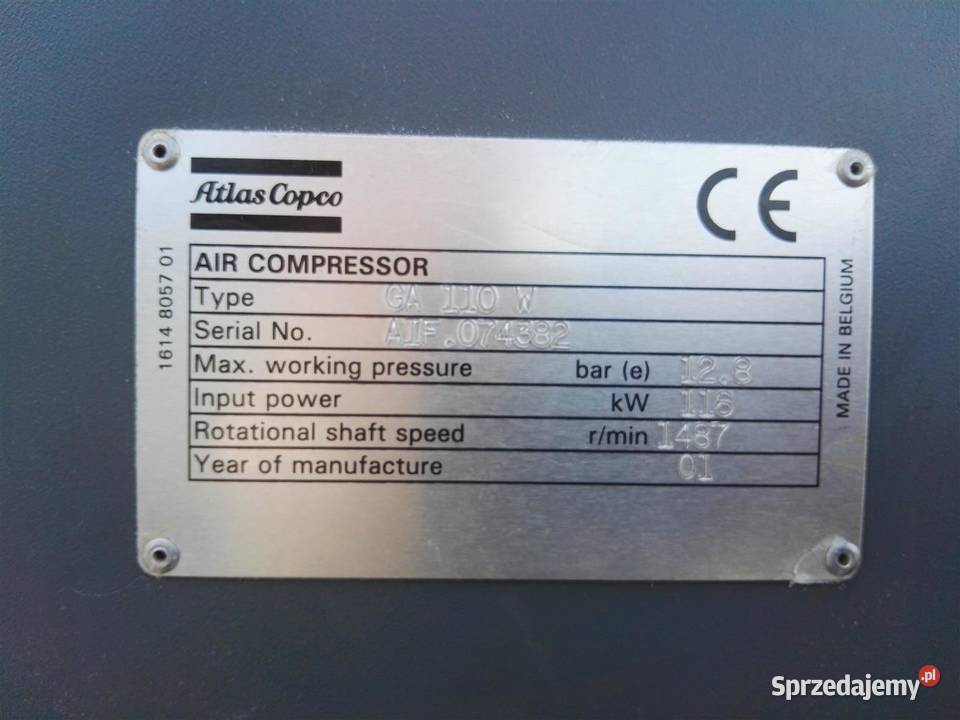 Atlas Copco
CE
AIR COMPRESSOR
Type GA 110 W
Serial No. AIF.074382
Max. working pressure bar (e) 12.8
Input power kW 116
Rotational shaft speed r/min 1487
Year of manufacture 01
1614 8057 01
MADE IN BELGIUM
Sprzedajemy.pl